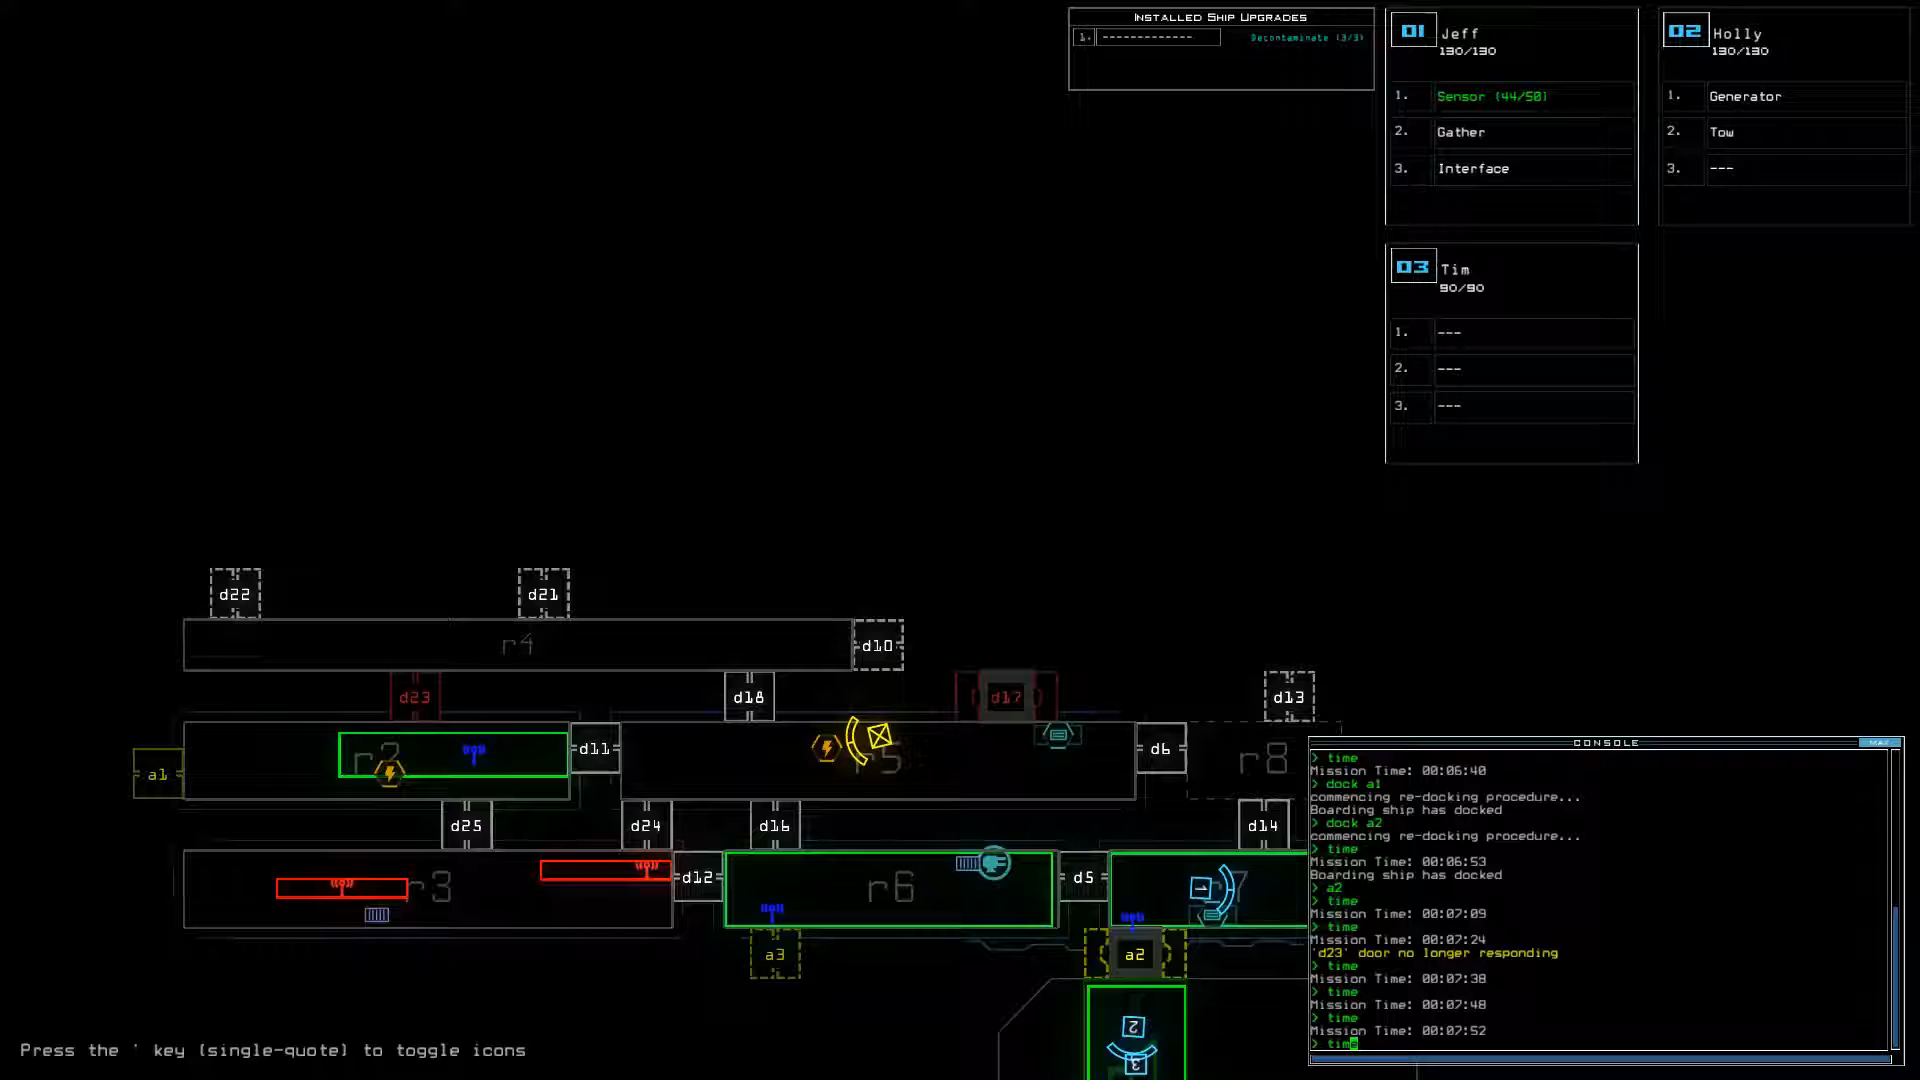 INSTALLED SHIP UPGRADES
1. ------------- Decontaminate (3/3)
01 Jeff
130/130
1. Sensor (44/50)
2. Gather
3. Interface
02 Holly
130/130
1. Generator
2. Tow
3. ---
03 Tim
90/90
1. ---
2. ---
3. ---
d22
d21
r4
d10
d23
d18
d17
d13
a1
r2
d11
r5
d6
r8
d25
d24
d16
d14
r3
d12
r6
d5
1
r7
a3
a2
2
3
CONSOLE
MAX
> time
Mission Time: 00:06:40
> dock a1
commencing re-docking procedure...
Boarding ship has docked
> dock a2
commencing re-docking procedure...
> time
Mission Time: 00:06:53
Boarding ship has docked
> a2
> time
Mission Time: 00:07:09
> time
Mission Time: 00:07:24
'd23' door no longer responding
> time
Mission Time: 00:07:38
> time
Mission Time: 00:07:48
> time
Mission Time: 00:07:52
> time
Press the ' key (single-quote) to toggle icons